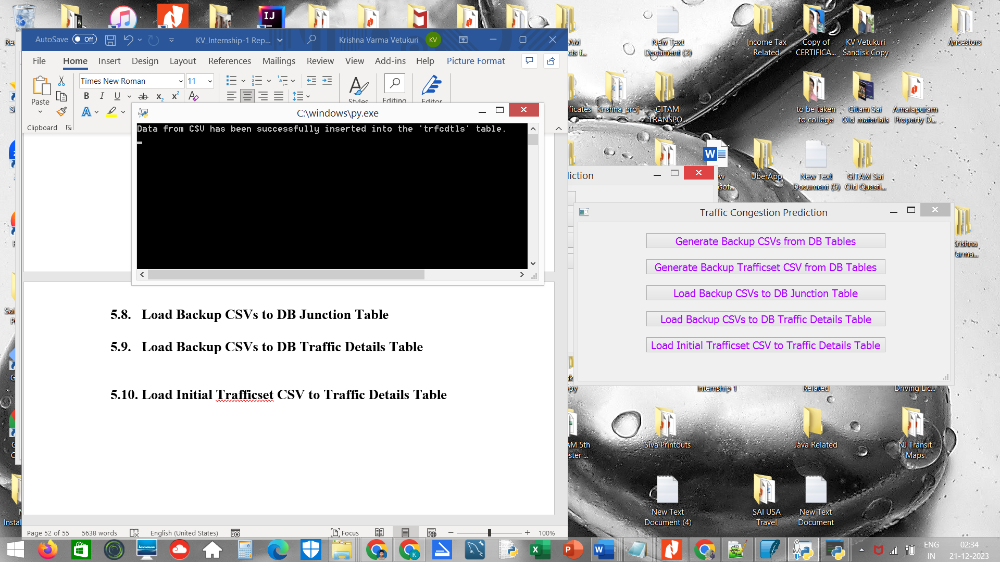 AutoSave Off
KV_Internship-1 Rep...
Krishna Varma Vetukuri KV
File Home Insert Design Layout References Mailings Review View Add-ins Help Picture Format
Times New Roman 11
Paste
Styles
Editing
Editor
Clipboard
C:\windows\py.exe
Data from CSV has been successfully inserted into the 'trfcdtls' table.
5.8. Load Backup CSVs to DB Junction Table
5.9. Load Backup CSVs to DB Traffic Details Table
5.10. Load Initial Trafficset CSV to Traffic Details Table
Page 52 of 55 5638 words English (United States) Focus 100%
Traffic Congestion Prediction
Generate Backup CSVs from DB Tables
Generate Backup Trafficset CSV from DB Tables
Load Backup CSVs to DB Junction Table
Load Backup CSVs to DB Traffic Details Table
Load Initial Trafficset CSV to Traffic Details Table
New Text
Document (3)
Income Tax
Related
Copy of
CERTIFICA...
KV Vetukuri
Sandisk Copy
Ancestors
Krishna_proj
GITAM
TRANSPO...
to be taken
to college
Gitam Sai
Old materials
Amalapuram
Property D...
UberApp
New Text
Document (5)
GITAM Sai
Old Questi...
Internship 1
Related
Driving Lic...
Siva Printouts
Java Related
NJ Transit
Maps
New Text
Document (4)
SAI USA
Travel
New Text
Document
ENG
IN
02:34
21-12-2023